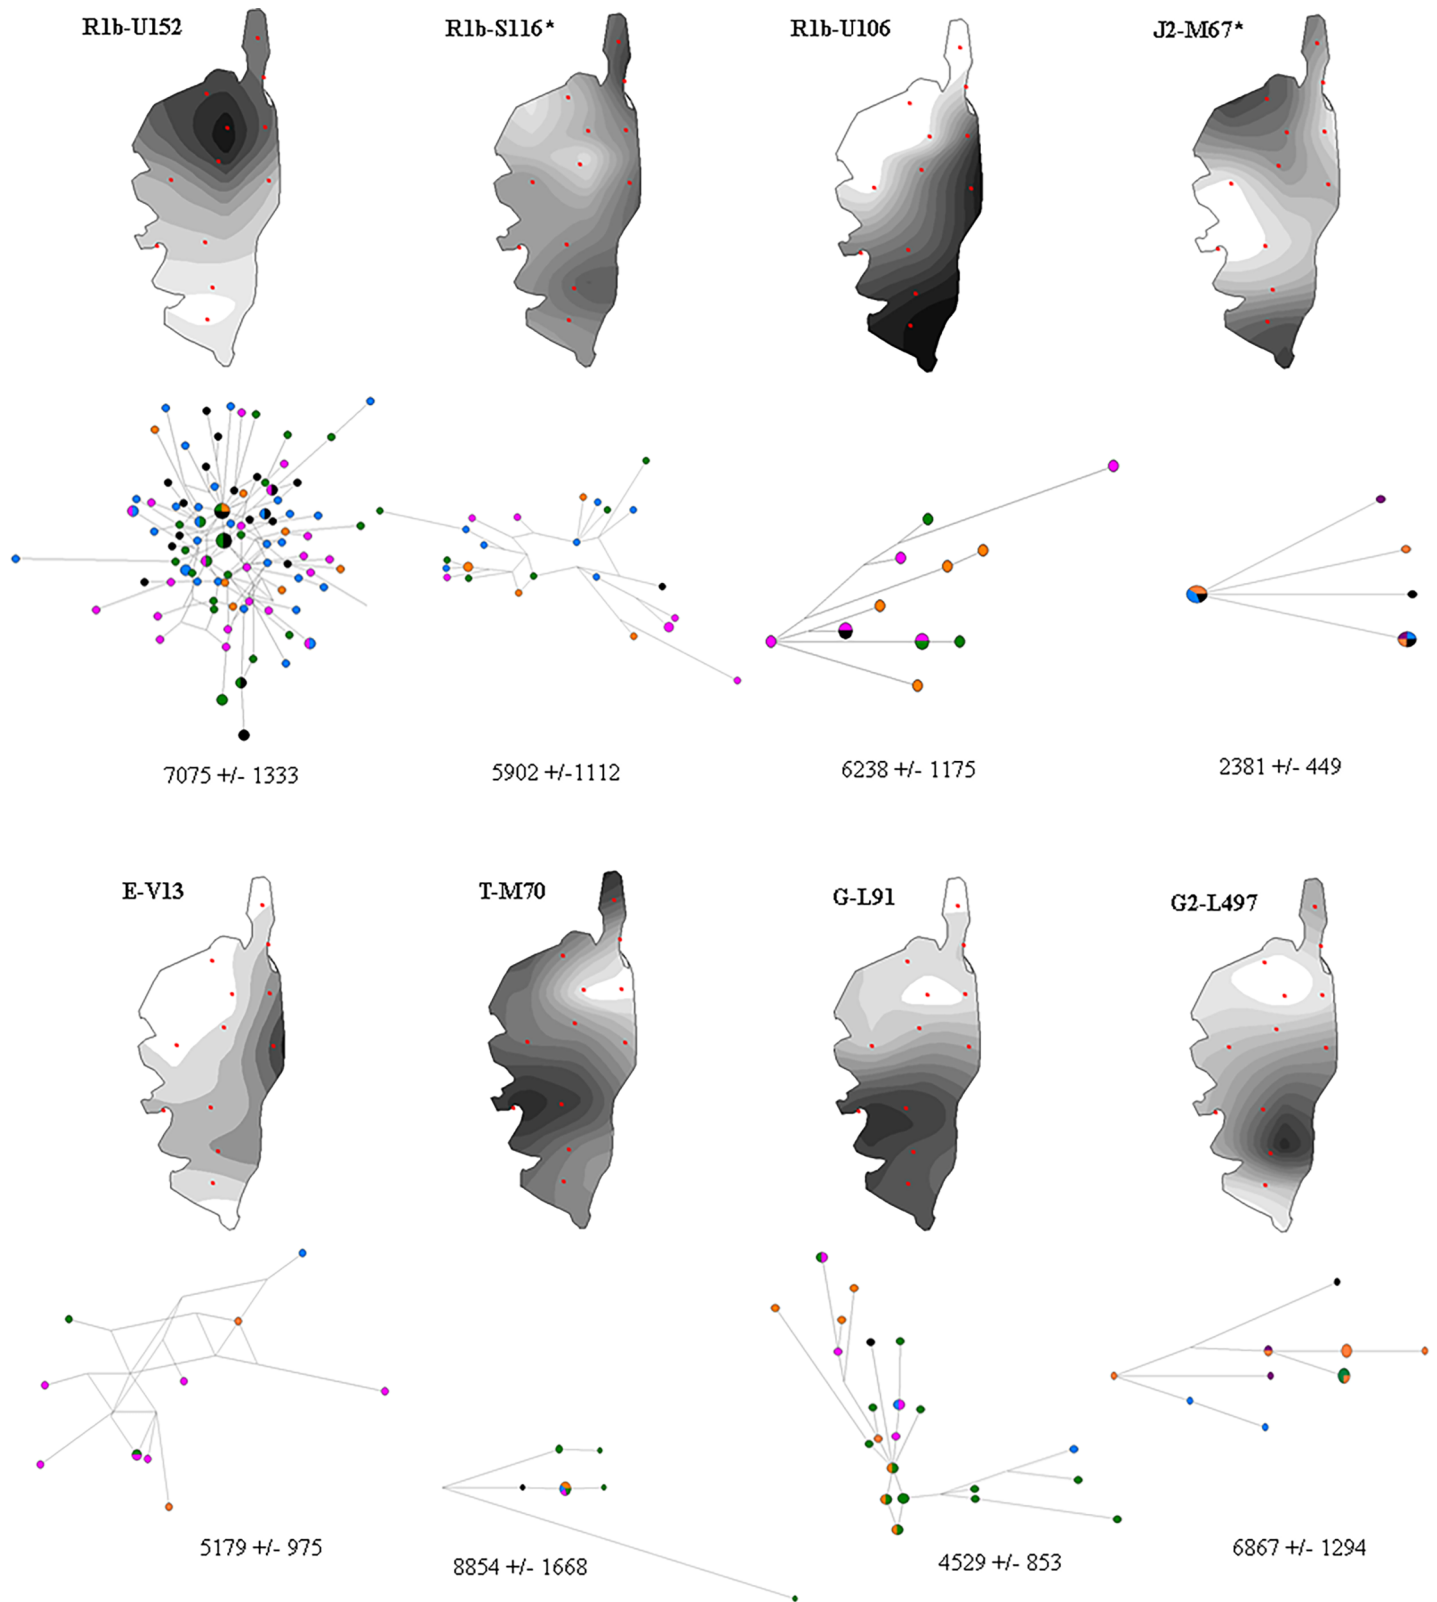 R1b-U152
R1b-S116*
R1b-U106
J2-M67*
7075 +/- 1333
5902 +/-1112
6238 +/- 1175
2381 +/- 449
E-V13
T-M70
G-L91
G2-L497
5179 +/- 975
8854 +/- 1668
4529 +/- 853
6867 +/- 1294